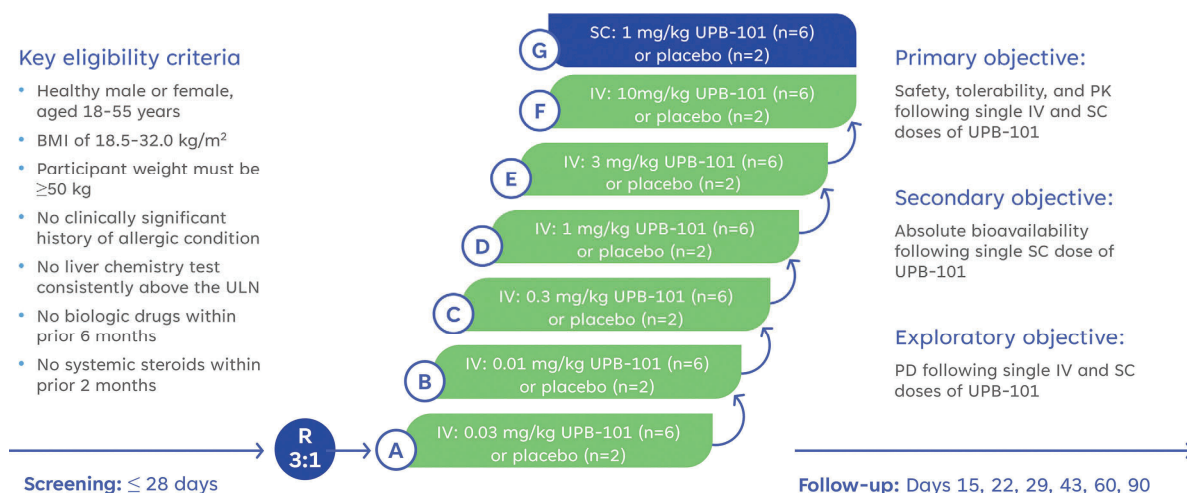 Key eligibility criteria
• Healthy male or female,
aged 18-55 years
• BMI of 18.5-32.0 kg/m²
• Participant weight must be
≥50 kg
• No clinically significant
history of allergic condition
• No liver chemistry test
consistently above the ULN
• No biologic drugs within
prior 6 months
• No systemic steroids within
prior 2 months
Screening: ≤ 28 days
R
3:1
G
SC: 1 mg/kg UPB-101 (n=6)
or placebo (n=2)
F
IV: 10mg/kg UPB-101 (n=6)
or placebo (n=2)
E
IV: 3 mg/kg UPB-101 (n=6)
or placebo (n=2)
D
IV: 1 mg/kg UPB-101 (n=6)
or placebo (n=2)
C
IV: 0.3 mg/kg UPB-101 (n=6)
or placebo (n=2)
B
IV: 0.01 mg/kg UPB-101 (n=6)
or placebo (n=2)
A
IV: 0.03 mg/kg UPB-101 (n=6)
or placebo (n=2)
Primary objective:
Safety, tolerability, and PK
following single IV and SC
doses of UPB-101
Secondary objective:
Absolute bioavailability
following single SC dose of
UPB-101
Exploratory objective:
PD following single IV and SC
doses of UPB-101
Follow-up: Days 15, 22, 29, 43, 60, 90